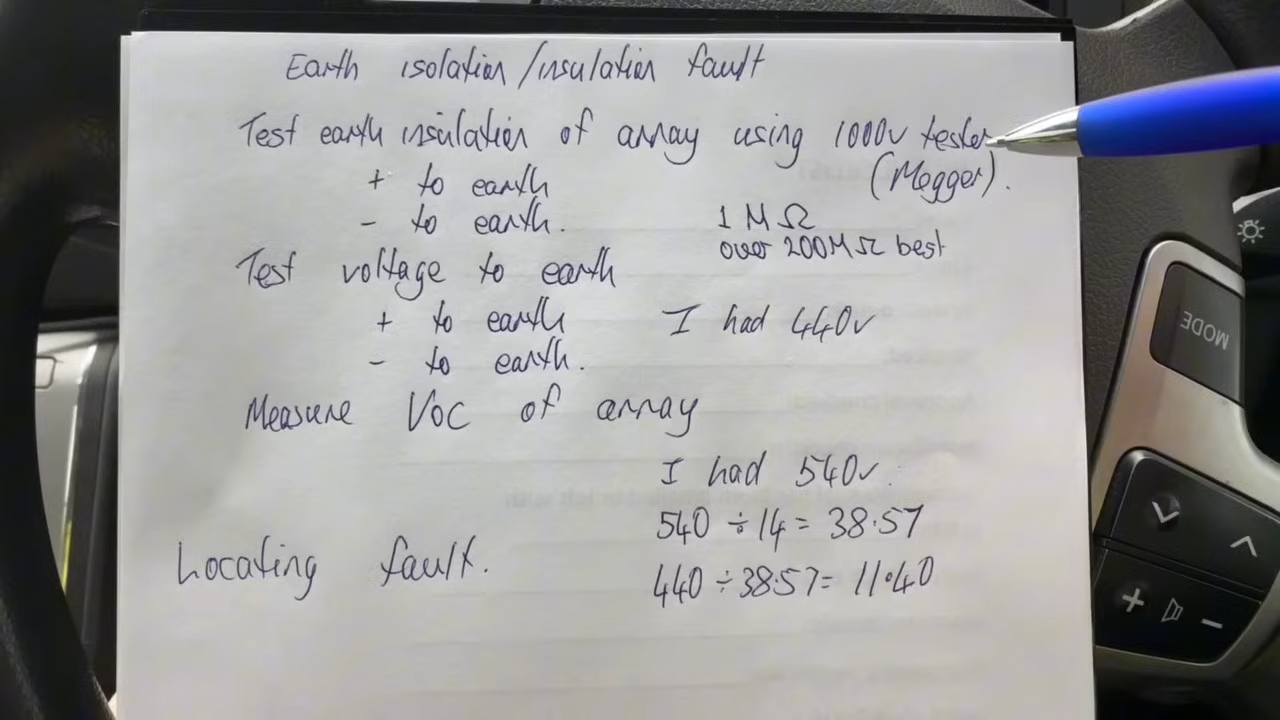 Earth isolation/insulation fault
Test earth insulation of array using 1000v tester
(Megger).
+ to earth
- to earth.
1 MΩ
over 200MΩ best
Test voltage to earth
+ to earth
I had 440v
- to earth.
Measure Voc of array
I had 540v.
540 ÷ 14 = 38.57
Locating fault.
440 ÷ 38.57 = 11.40
MODE
+ -